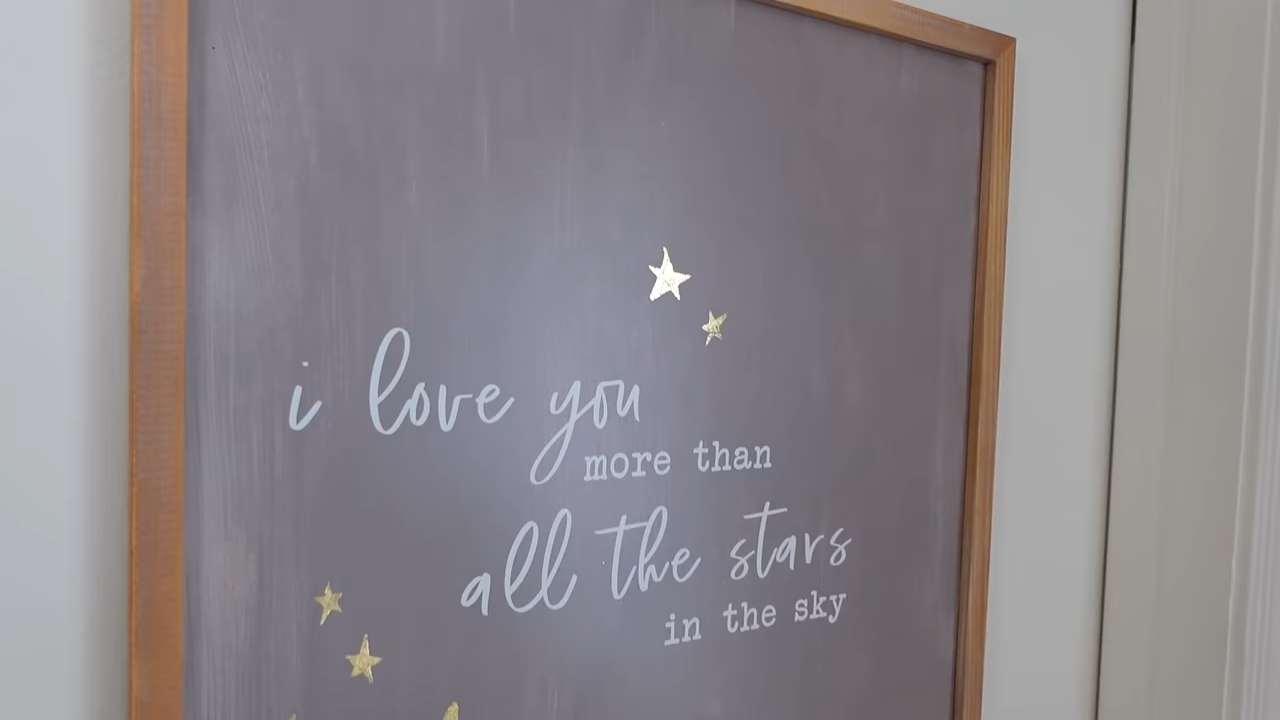 i love you
more than
all the stars
in the sky